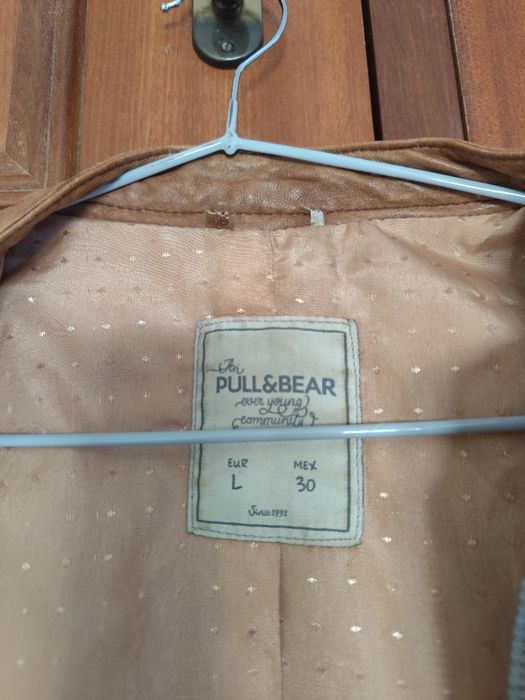 An
PULL&BEAR
ever young
community
EUR MEX
L 30
Since 1991